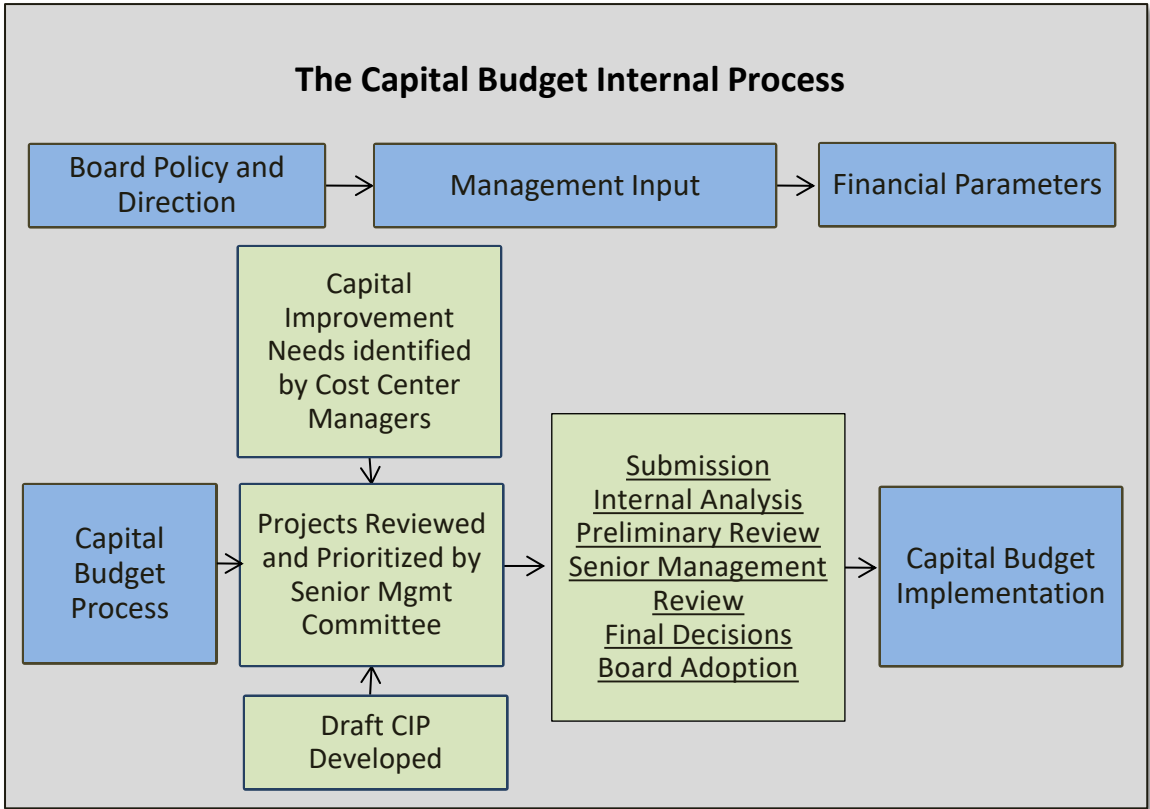 The Capital Budget Internal Process
Board Policy and
Direction
Management Input
Financial Parameters
Capital
Improvement
Needs identified
by Cost Center
Managers
Capital
Budget
Process
Projects Reviewed
and Prioritized by
Senior Mgmt
Committee
Submission
Internal Analysis
Preliminary Review
Senior Management
Review
Final Decisions
Board Adoption
Capital Budget
Implementation
Draft CIP
Developed